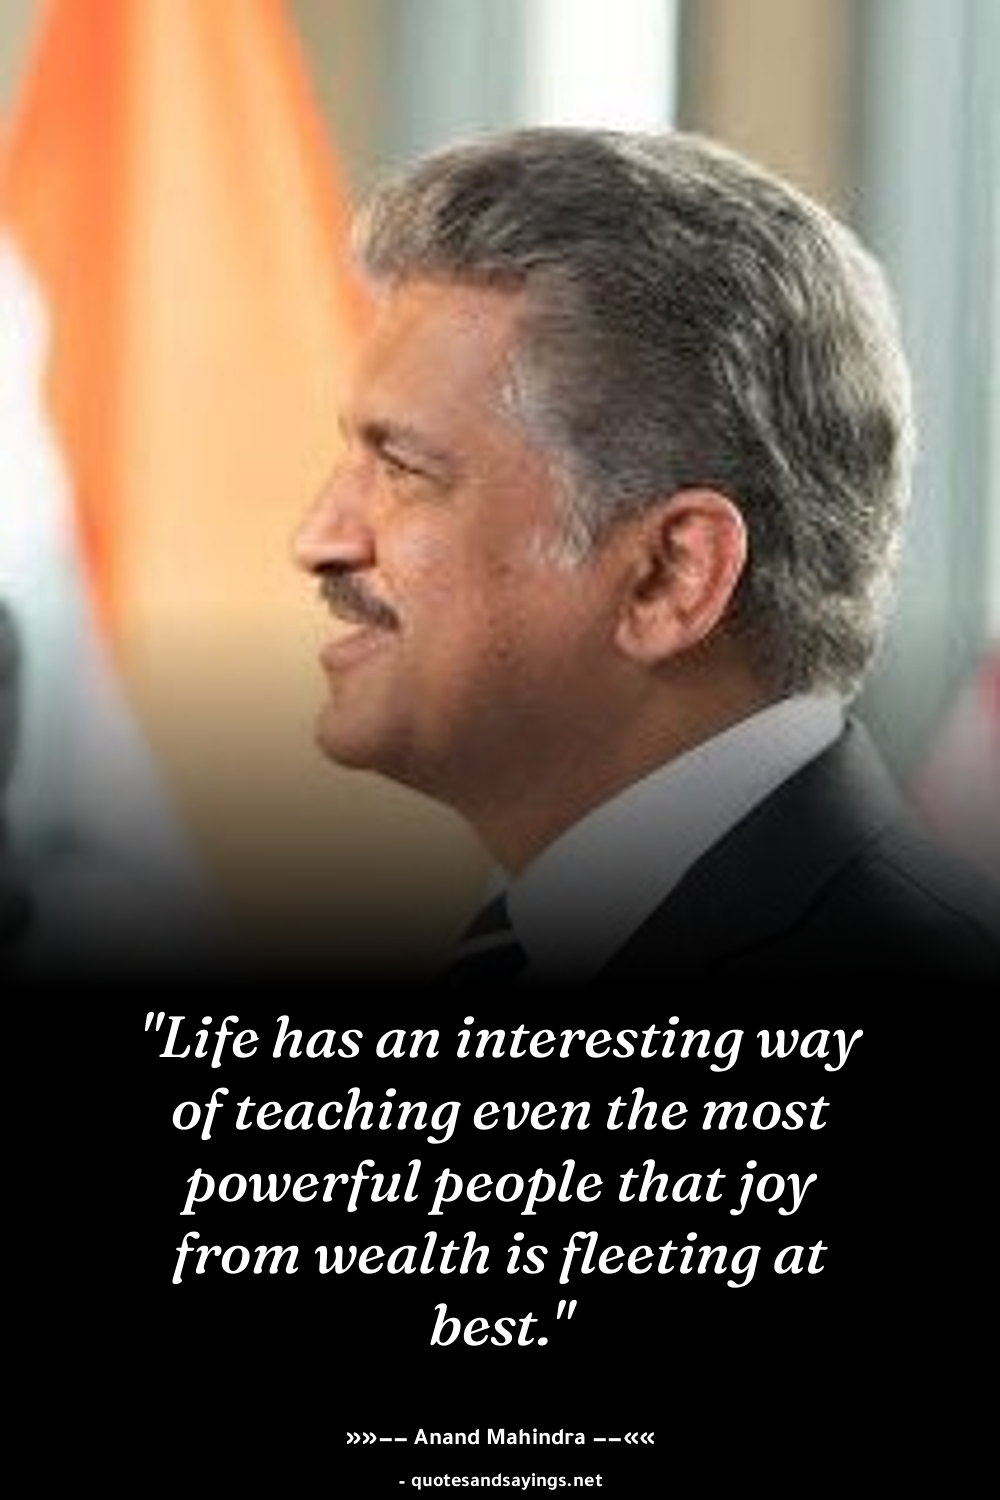 "Life has an interesting way
of teaching even the most
powerful people that joy
from wealth is fleeting at
best."
»»–– Anand Mahindra ––««
- quotesandsayings.net